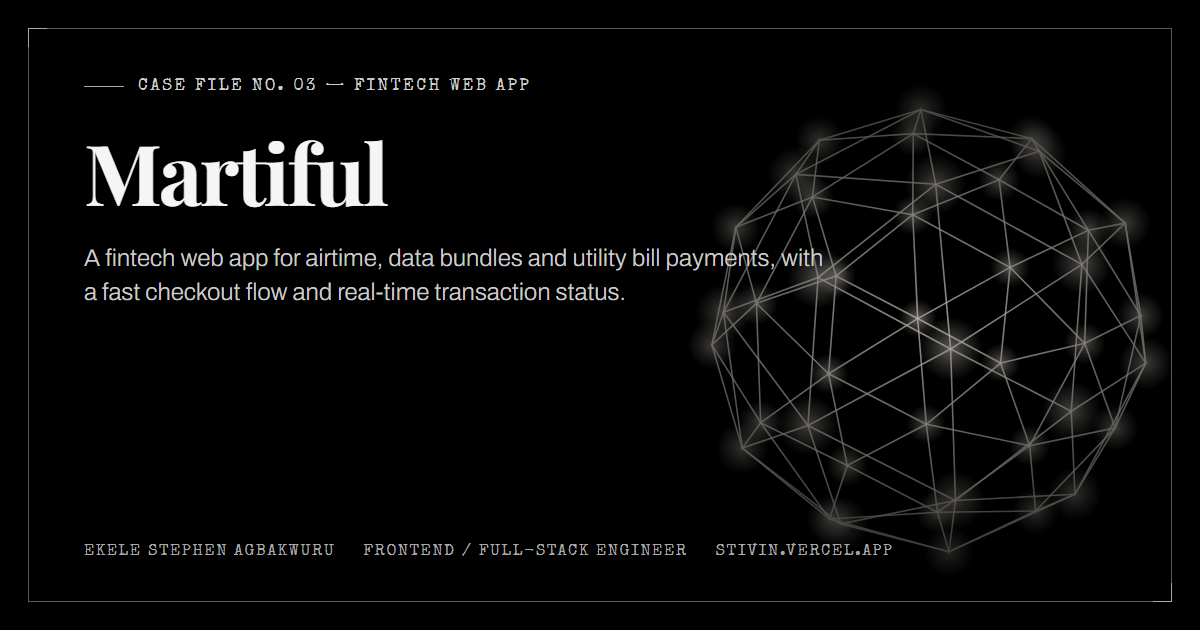 CASE FILE NO. 03 — FINTECH WEB APP
Martiful
A fintech web app for airtime, data bundles and utility bill payments, with
a fast checkout flow and real-time transaction status.
EKELE STEPHEN AGBAKWURU FRONTEND / FULL-STACK ENGINEER STIVIN.VERCEL.APP